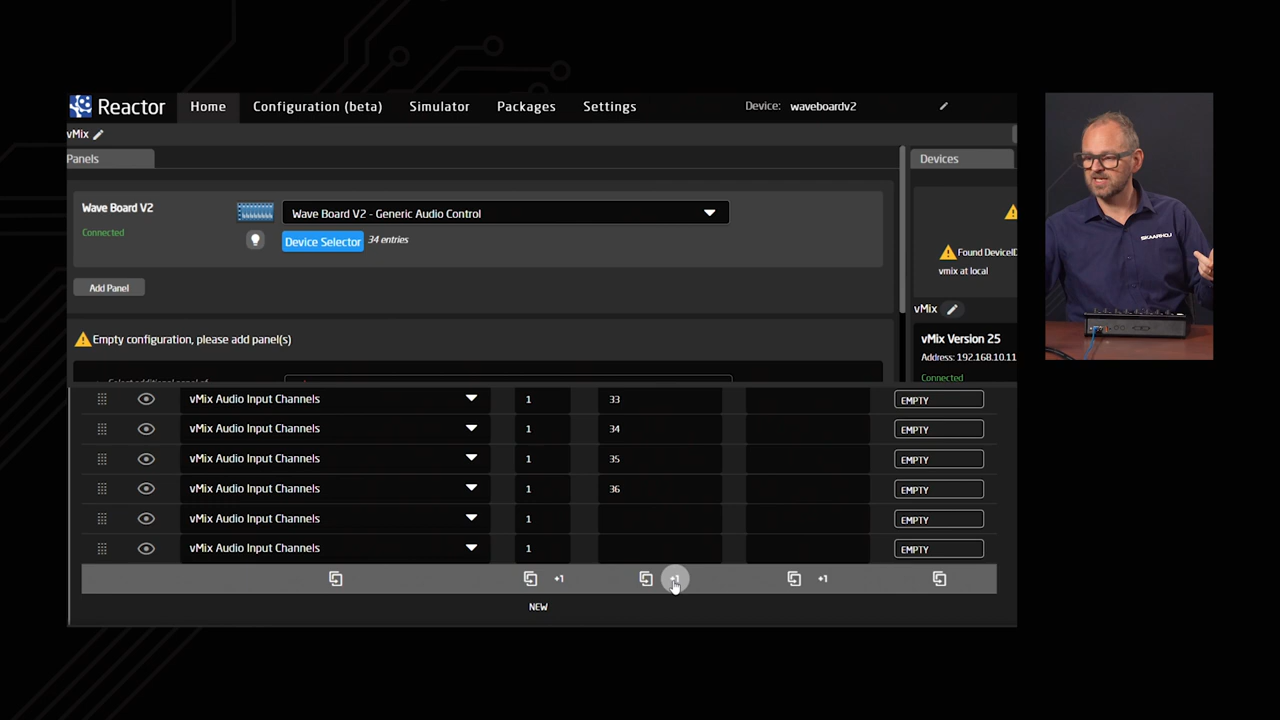 Reactor Home Configuration (beta) Simulator Packages Settings Device: waveboardv2
vMix
Panels
Devices
Wave Board V2
Connected
Wave Board V2 - Generic Audio Control
Device Selector 34 entries
Add Panel
Empty configuration, please add panel(s)
Found DeviceID
vmix at local
vMix
vMix Version 25
Address: 192.168.10.11
Connected
SKAARHOJ
vMix Audio Input Channels 1 33 EMPTY
vMix Audio Input Channels 1 34 EMPTY
vMix Audio Input Channels 1 35 EMPTY
vMix Audio Input Channels 1 36 EMPTY
vMix Audio Input Channels 1 EMPTY
vMix Audio Input Channels 1 EMPTY
+1 +1 +1
NEW